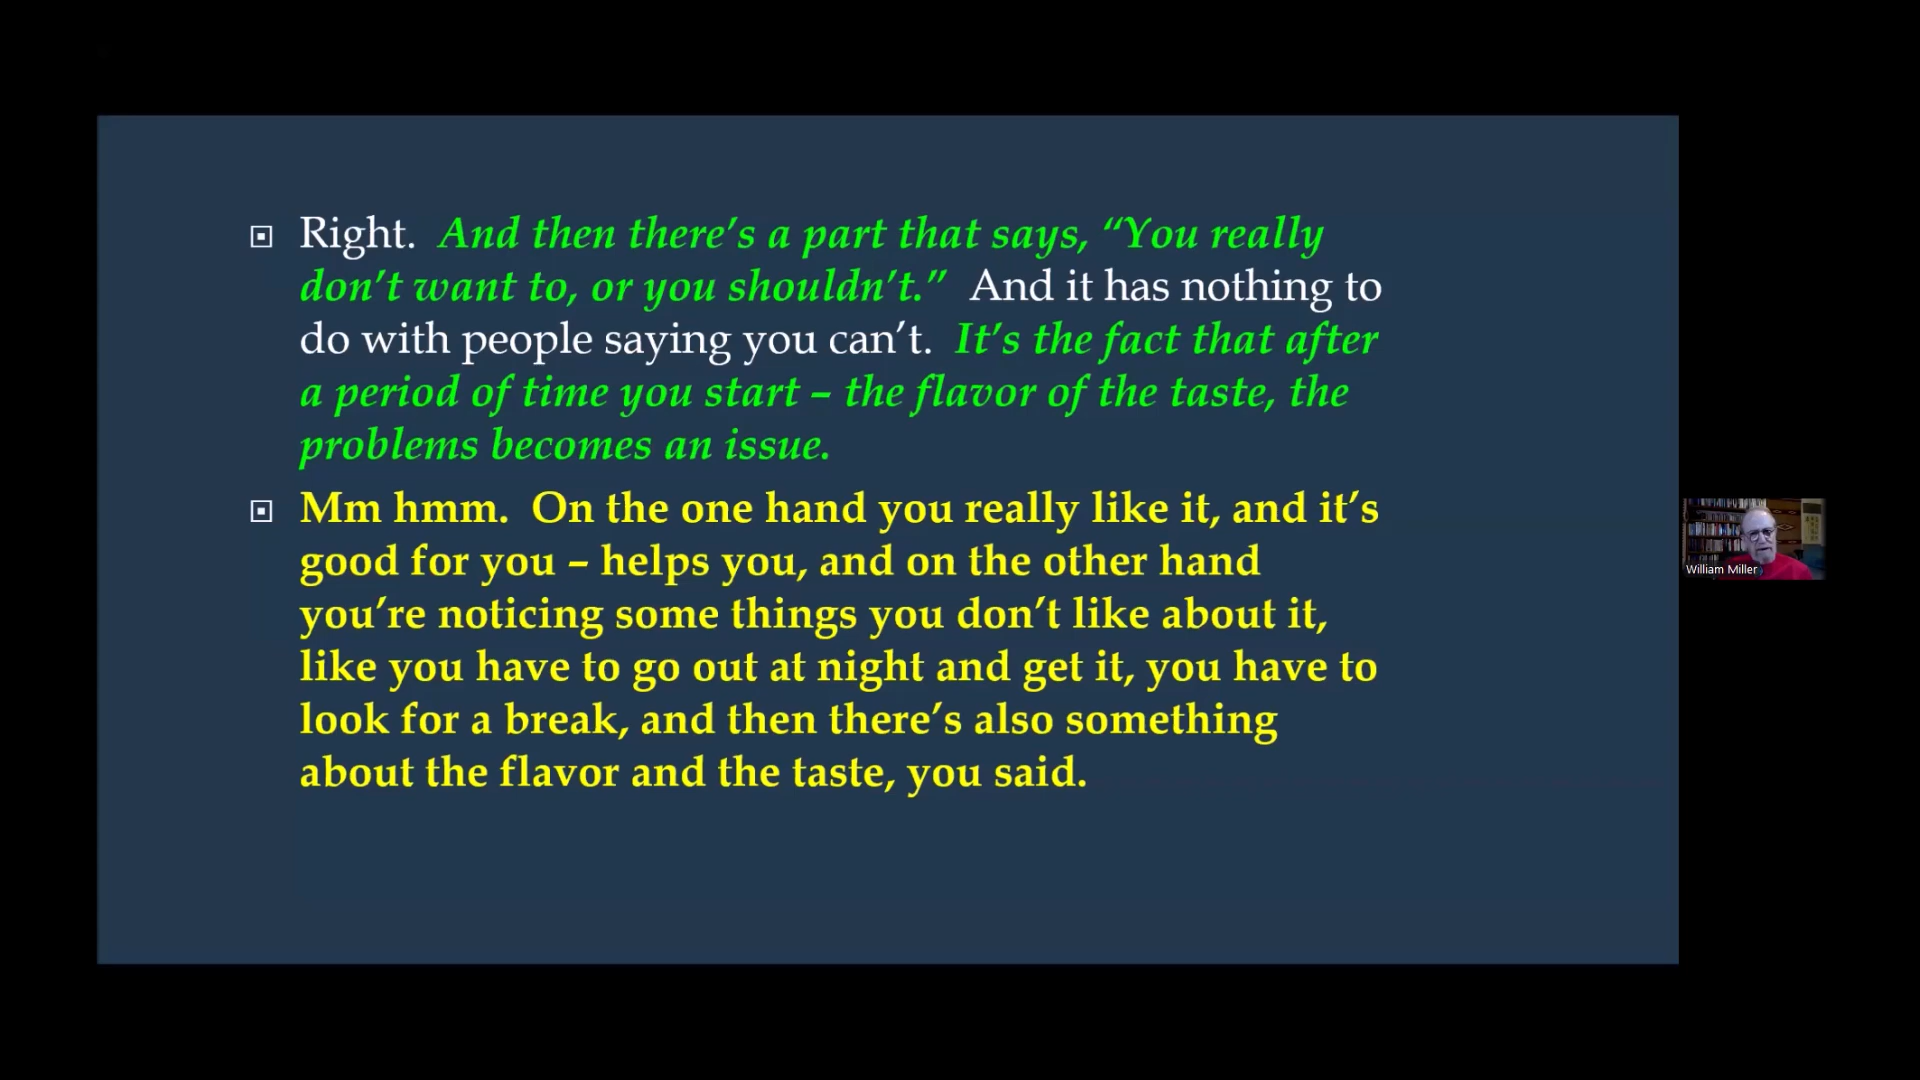 Right. And then there's a part that says, “You really
don't want to, or you shouldn't.” And it has nothing to
do with people saying you can't. It's the fact that after
a period of time you start – the flavor of the taste, the
problems becomes an issue.
Mm hmm. On the one hand you really like it, and it's
good for you – helps you, and on the other hand
you're noticing some things you don't like about it,
like you have to go out at night and get it, you have to
look for a break, and then there's also something
about the flavor and the taste, you said.
William Miller